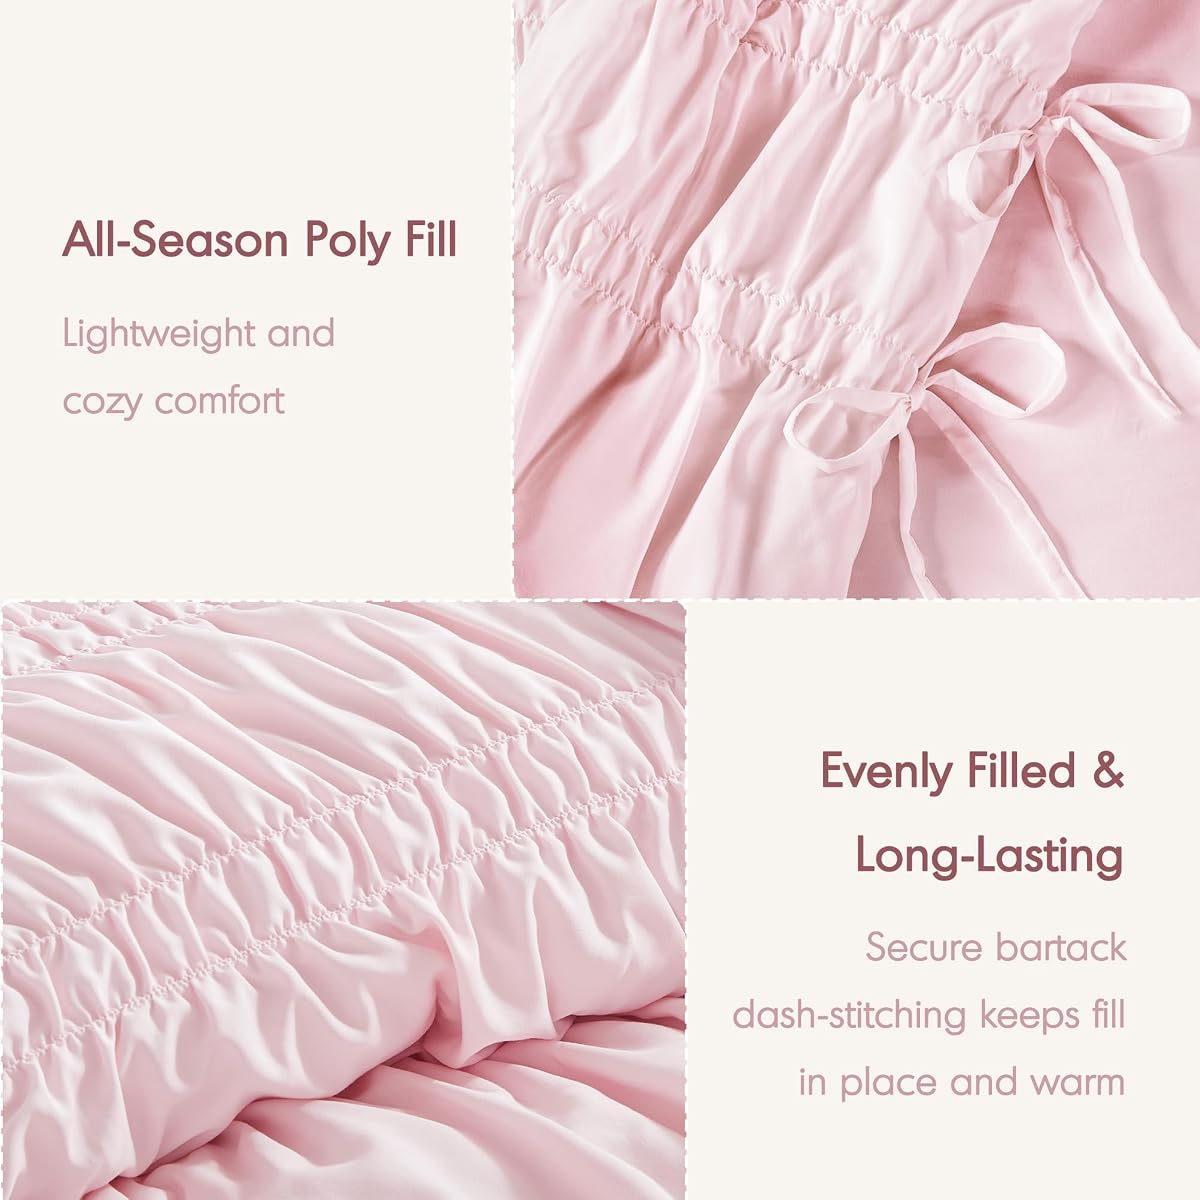 All-Season Poly Fill
Lightweight and
cozy comfort
Evenly Filled &
Long-Lasting
Secure bartack
dash-stitching keeps fill
in place and warm